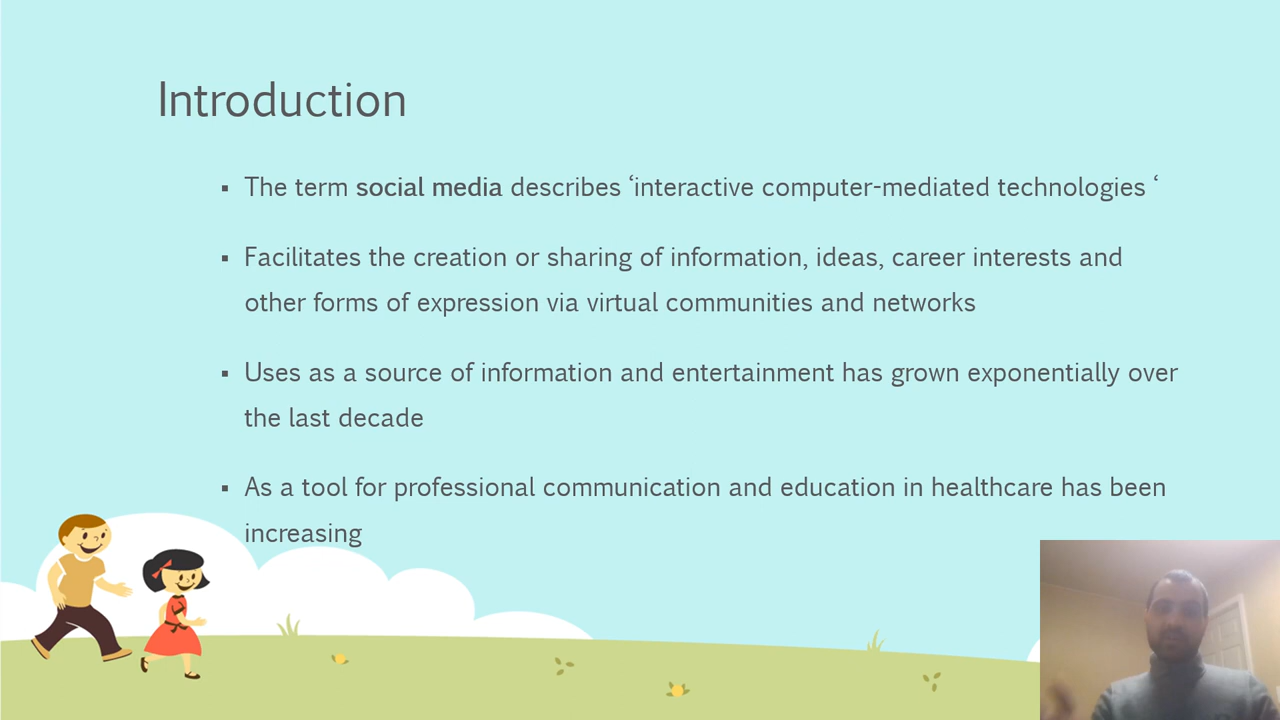 Introduction
▪ The term social media describes ‘interactive computer-mediated technologies ‘
▪ Facilitates the creation or sharing of information, ideas, career interests and
other forms of expression via virtual communities and networks
▪ Uses as a source of information and entertainment has grown exponentially over
the last decade
▪ As a tool for professional communication and education in healthcare has been
increasing